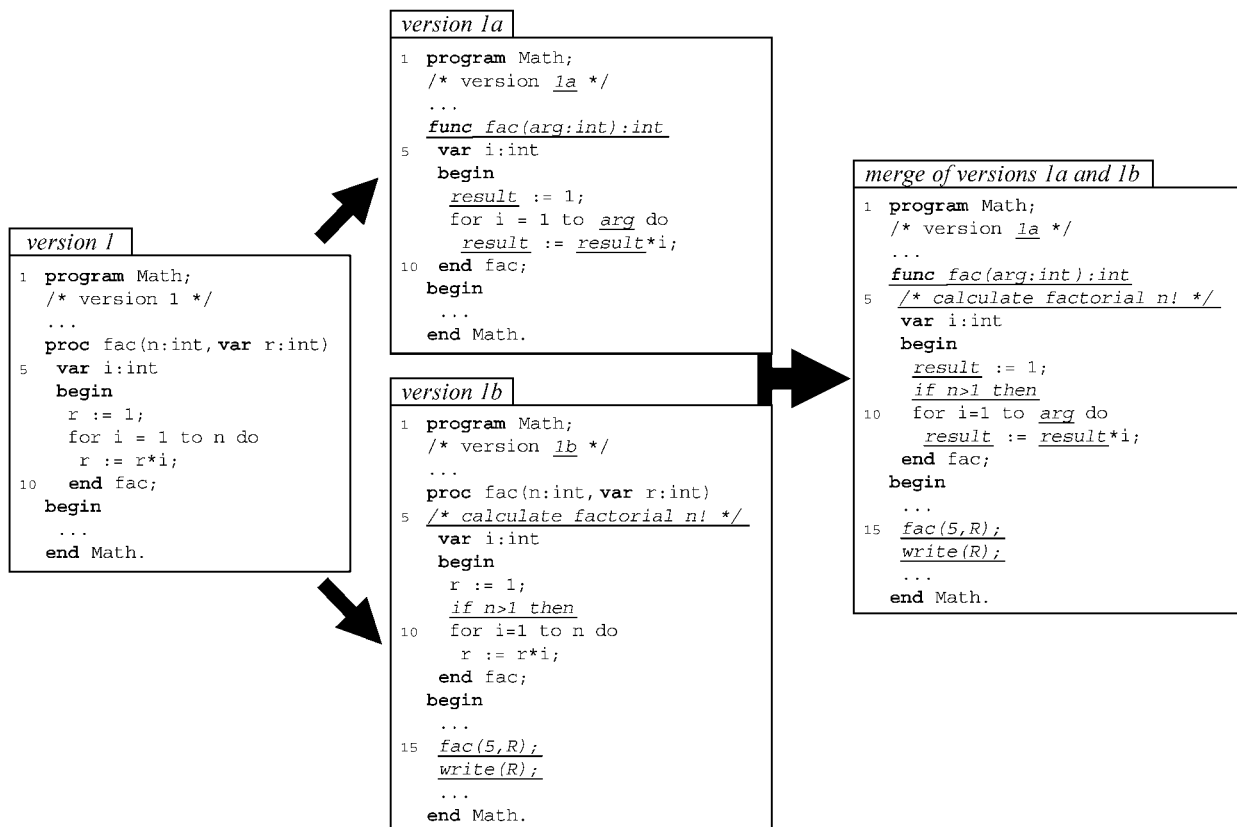 version 1
1 program Math;
/* version 1 */
...
proc fac(n:int, var r:int)
5 var i:int
begin
r := 1;
for i = 1 to n do
r := r*i;
10 end fac;
begin
...
end Math.
version 1a
1 program Math;
/* version 1a */
...
func fac(arg:int):int
5 var i:int
begin
result := 1;
for i = 1 to arg do
result := result*i;
10 end fac;
begin
...
end Math.
version 1b
1 program Math;
/* version 1b */
...
proc fac(n:int, var r:int)
5 /* calculate factorial n! */
var i:int
begin
r := 1;
if n>1 then
10 for i=1 to n do
r := r*i;
end fac;
begin
...
15 fac(5,R);
write(R);
...
end Math.
merge of versions 1a and 1b
1 program Math;
/* version 1a */
...
func fac(arg:int):int
5 /* calculate factorial n! */
var i:int
begin
result := 1;
if n>1 then
10 for i=1 to arg do
result := result*i;
end fac;
begin
...
15 fac(5,R);
write(R);
...
end Math.